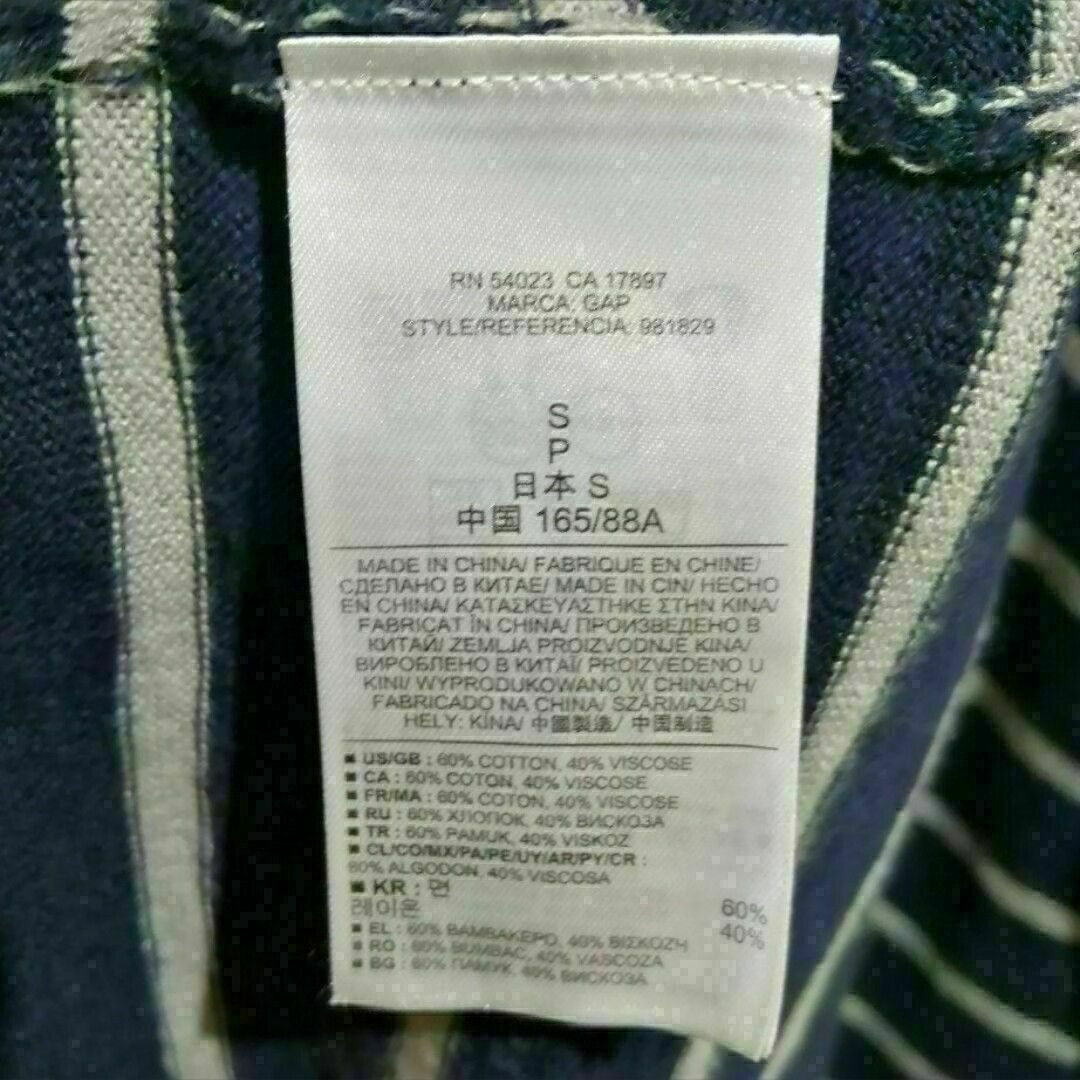 RN 54023 CA 17897
MARCA: GAP
STYLE/REFERENCIA: 981829
S
P
日本 S
中国 165/88A
MADE IN CHINA/ FABRIQUE EN CHINE/
СДЕЛАНО В КИТАЕ/ MADE IN CIN/ HECHO
EN CHINA/ ΚΑΤΑΣΚΕΥΑΣΤΗΚΕ ΣΤΗΝ ΚΙΝΑ/
FABRICAT ÎN CHINA/ ПРОИЗВЕДЕНО В
КИТАЙ/ ZEMLJA PROIZVODNJE KINA/
ВИРОБЛЕНО В КИТАЇ/ PROIZVEDENO U
KINI/ WYPRODUKOWANO W CHINACH/
FABRICADO NA CHINA/ SZÁRMAZÁSI
HELY: KÍNA/ 中國製造/ 中国制造
■ US/GB : 60% COTTON, 40% VISCOSE
■ CA : 60% COTON, 40% VISCOSE
■ FR/MA : 60% COTON, 40% VISCOSE
■ RU : 60% ХЛОПОК, 40% ВИСКОЗА
■ TR : 60% PAMUK, 40% VISKOZ
■ CL/CO/MX/PA/PE/UY/AR/PY/CR :
60% ALGODON, 40% VISCOSA
■ KR : 면 60%
레이온 40%
■ EL : 60% ΒΑΜΒΑΚΕΡΟ, 40% ΒΙΣΚΟΖΗ
■ RO : 60% BUMBAC, 40% VASCOZA
■ BG : 60% ПАМУК, 40% ВИСКОЗА